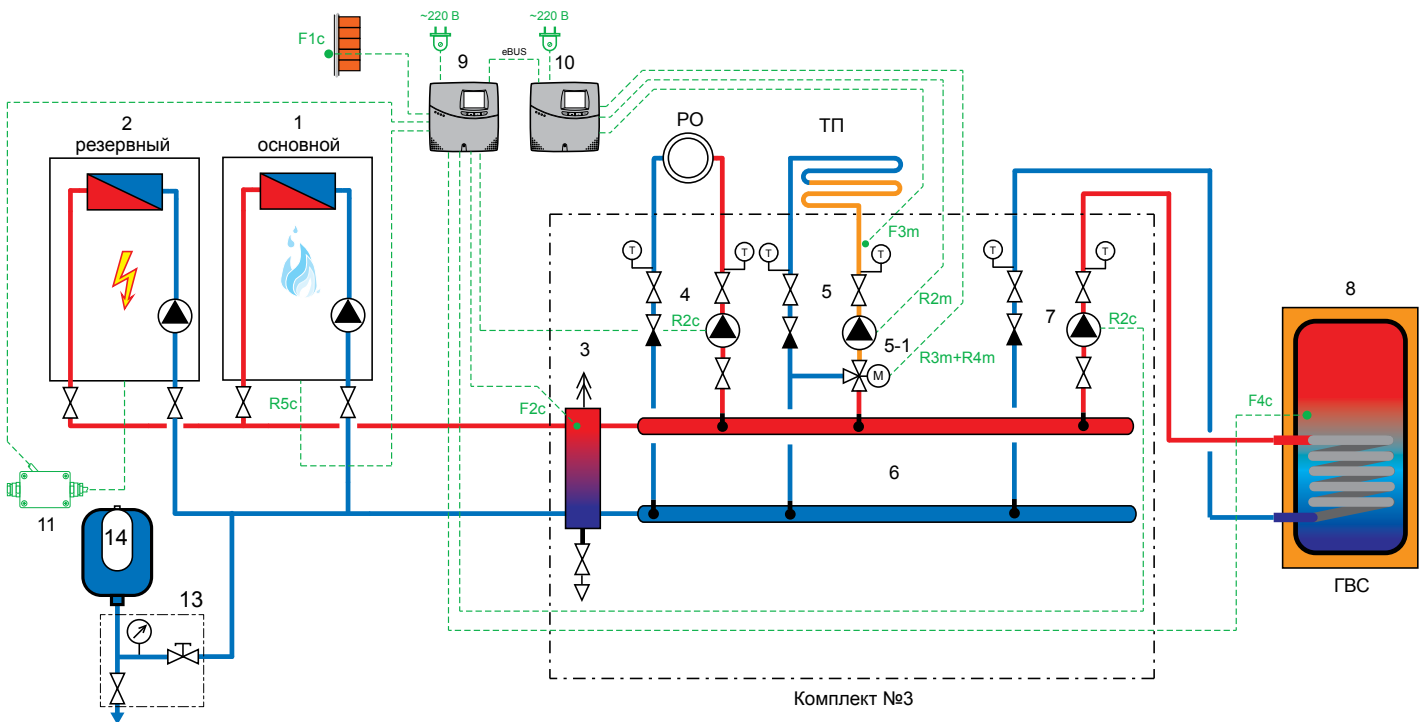 ~220 В
~220 В
F1c
9
eBUS
10
2
резервный
1
основной
РО
ТП
F3m
T
T
T
T
T
T
4
5
R2m
7
R2c
8
R2c
5-1
M
R3m+R4m
3
R5c
F2c
F4c
6
11
14
13
ГВС
Комплект №3